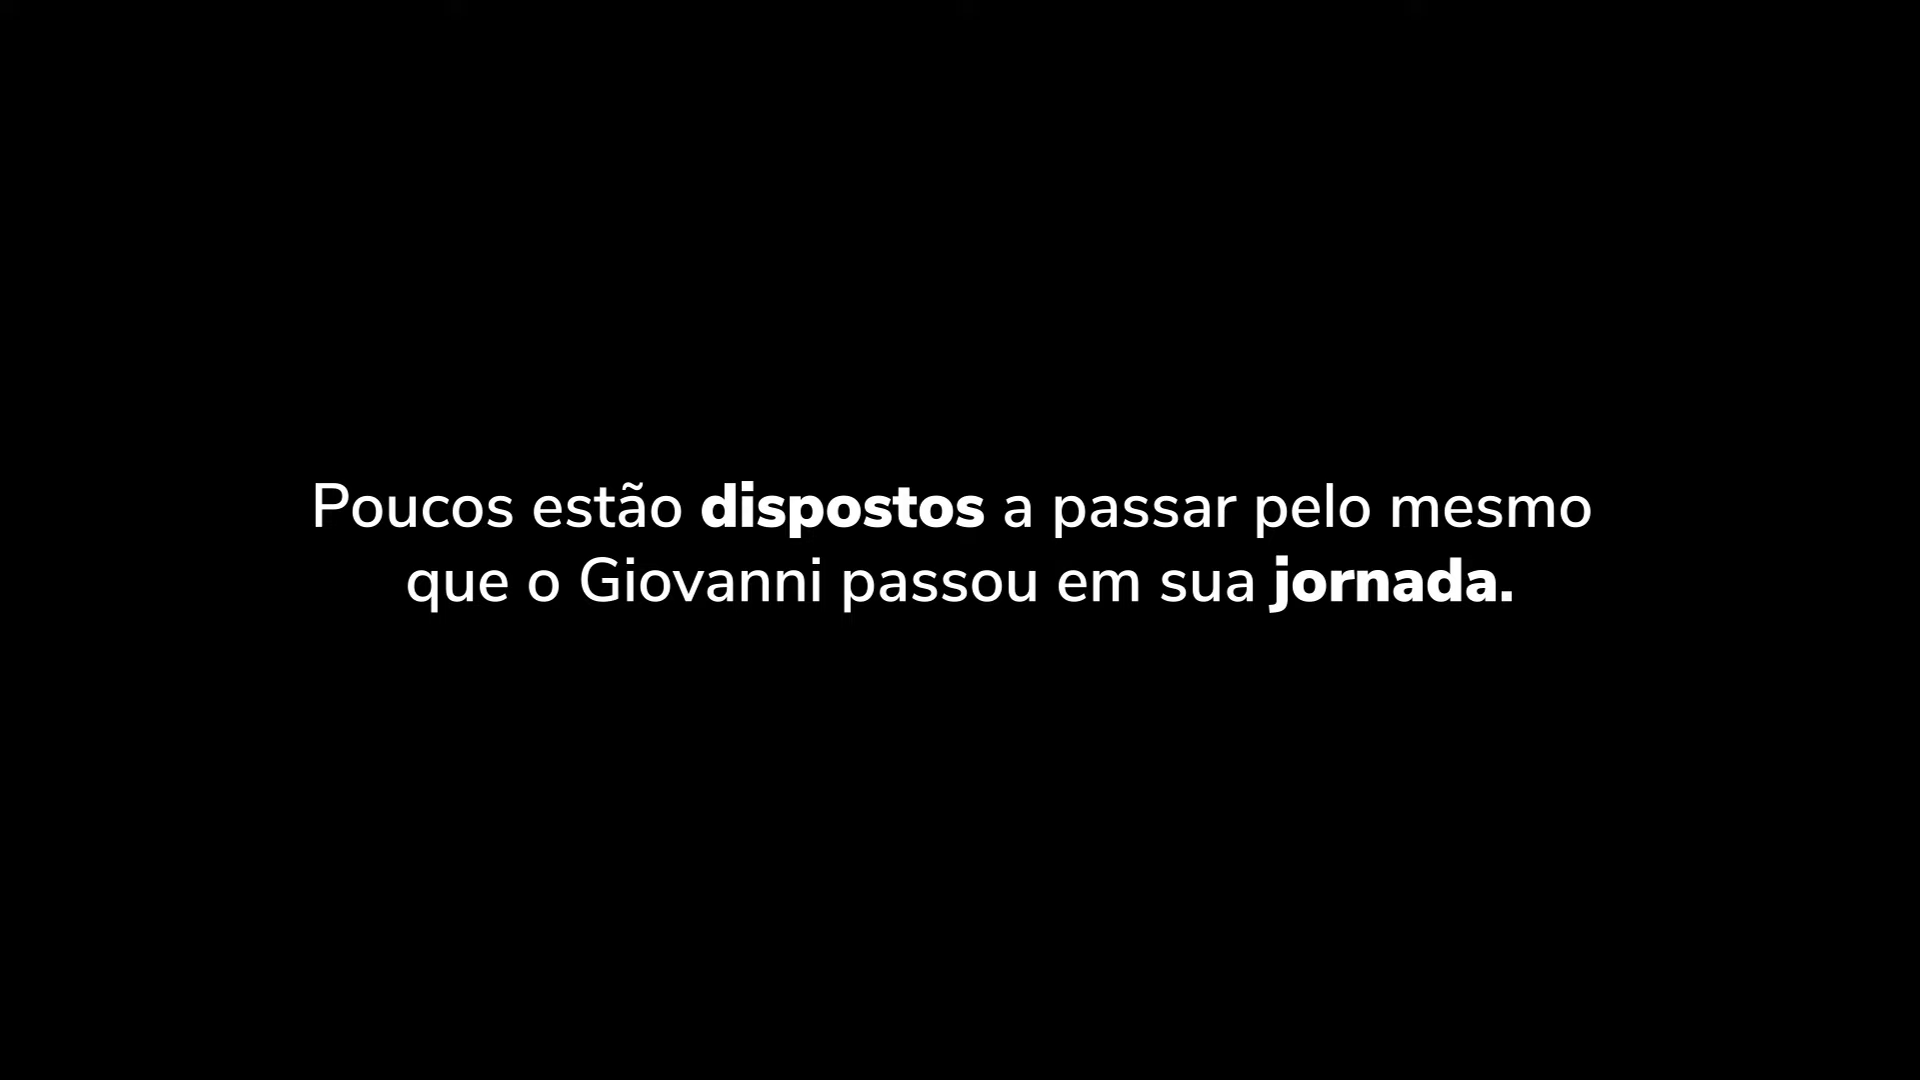 Poucos estão dispostos a passar pelo mesmo
que o Giovanni passou em sua jornada.